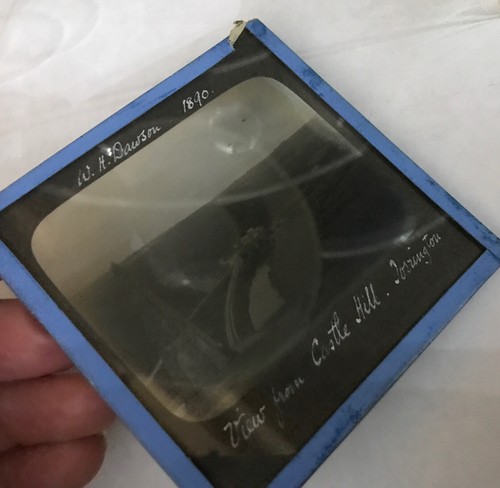 W. H. Dawson 1890.
View from Castle Hill. Torrington